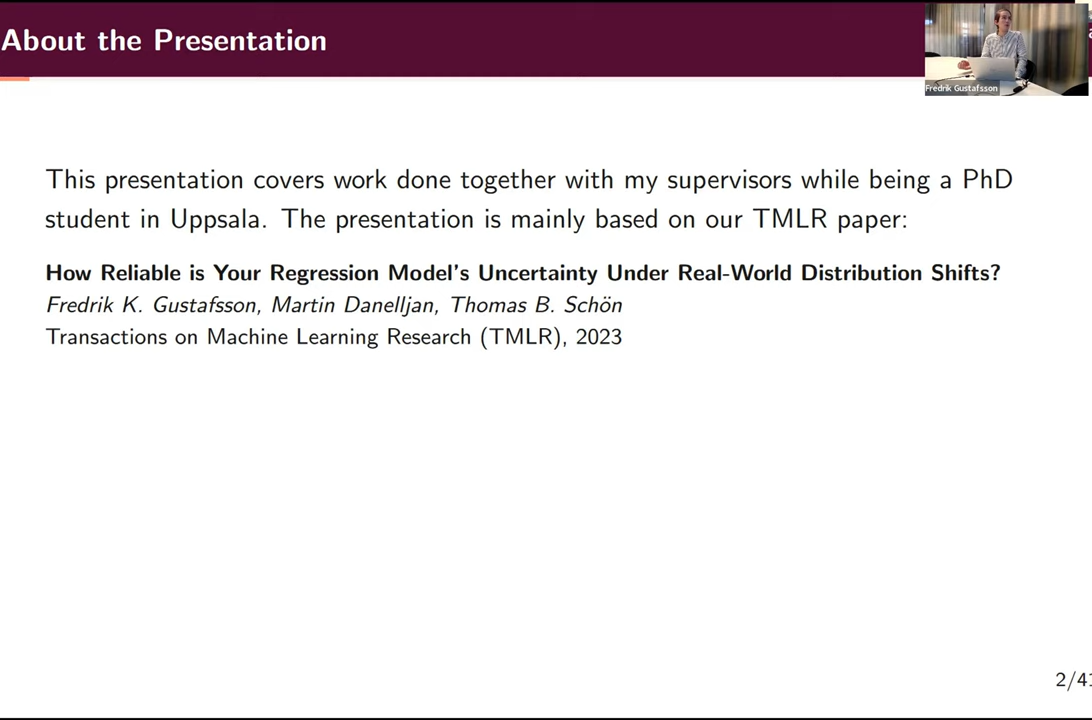 About the Presentation
Fredrik Gustafsson
This presentation covers work done together with my supervisors while being a PhD
student in Uppsala. The presentation is mainly based on our TMLR paper:
How Reliable is Your Regression Model's Uncertainty Under Real-World Distribution Shifts?
Fredrik K. Gustafsson, Martin Danelljan, Thomas B. Schön
Transactions on Machine Learning Research (TMLR), 2023
2/41